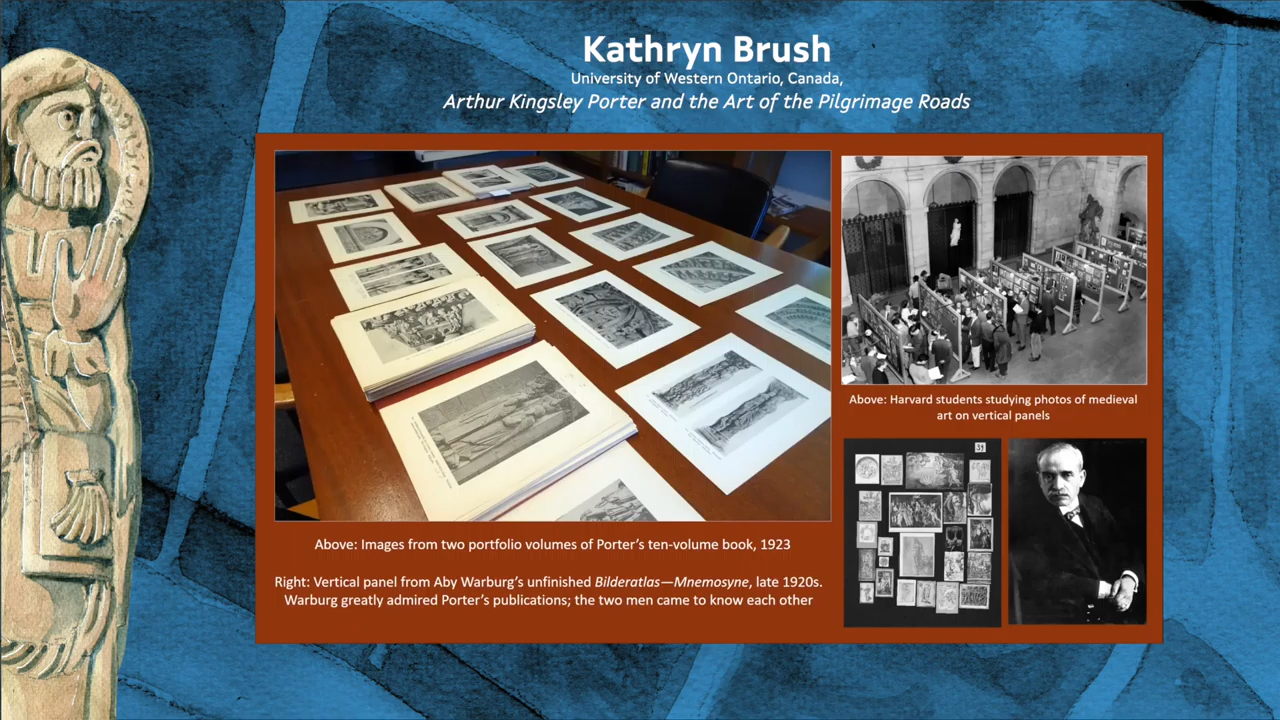 Kathryn Brush
University of Western Ontario, Canada,
Arthur Kingsley Porter and the Art of the Pilgrimage Roads
Above: Images from two portfolio volumes of Porter's ten-volume book, 1923
Right: Vertical panel from Aby Warburg's unfinished Bilderatlas—Mnemosyne, late 1920s.
Warburg greatly admired Porter's publications; the two men came to know each other
Above: Harvard students studying photos of medieval
art on vertical panels
31